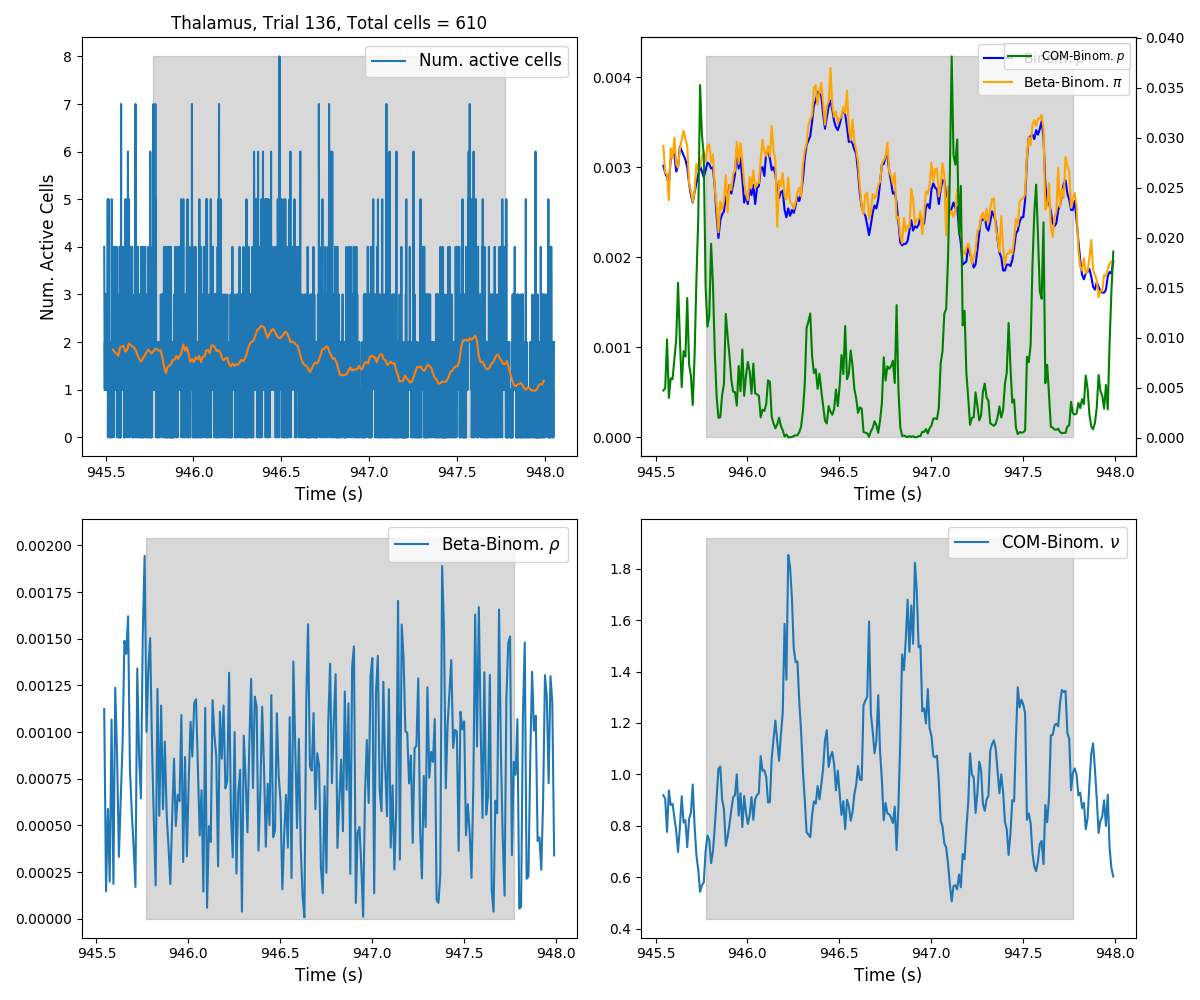 Thalamus, Trial 136, Total cells = 610
Num. active cells
Num. Active Cells
8
7
6
5
4
3
2
1
0
945.5 946.0 946.5 947.0 947.5 948.0
Time (s)
COM-Binom. p
Beta-Binom. π
0.004
0.003
0.002
0.001
0.000
0.040
0.035
0.030
0.025
0.020
0.015
0.010
0.005
0.000
945.5 946.0 946.5 947.0 947.5 948.0
Time (s)
Beta-Binom. ρ
0.00200
0.00175
0.00150
0.00125
0.00100
0.00075
0.00050
0.00025
0.00000
945.5 946.0 946.5 947.0 947.5 948.0
Time (s)
COM-Binom. ν
1.8
1.6
1.4
1.2
1.0
0.8
0.6
0.4
945.5 946.0 946.5 947.0 947.5 948.0
Time (s)